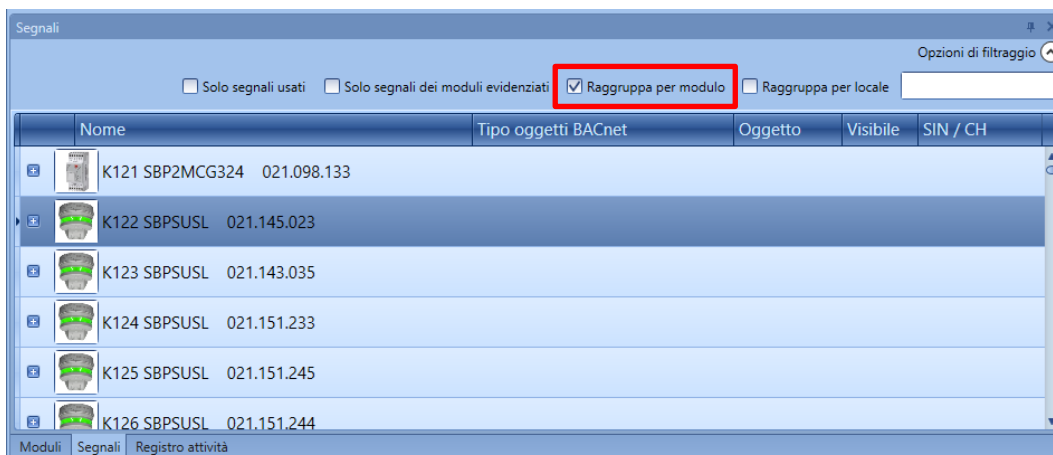 Segnali
Opzioni di filtraggio
Solo segnali usati Solo segnali dei moduli evidenziati Raggruppa per modulo Raggruppa per locale
Nome Tipo oggetti BACnet Oggetto Visibile SIN / CH
K121 SBP2MCG324 021.098.133
K122 SBPSUSL 021.145.023
K123 SBPSUSL 021.143.035
K124 SBPSUSL 021.151.233
K125 SBPSUSL 021.151.245
K126 SBPSUSL 021.151.244
Moduli Segnali Registro attività